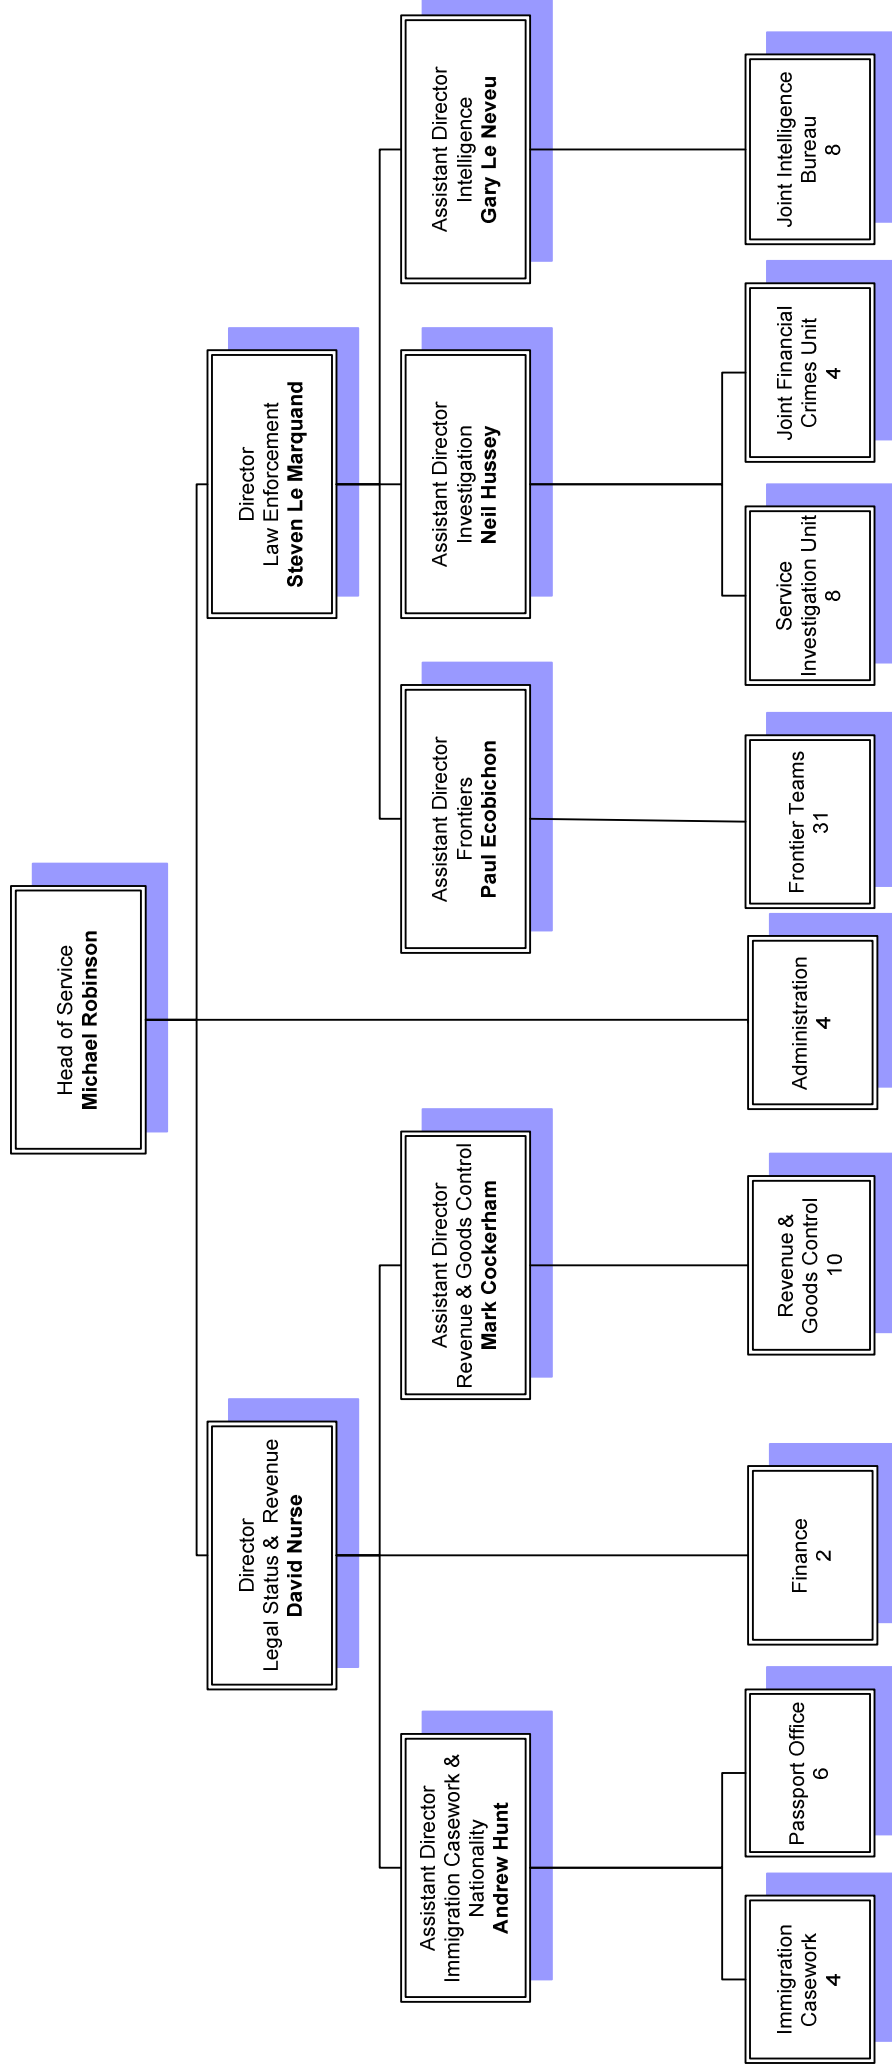 Head of Service
Michael Robinson
Director
Legal Status &  Revenue
David Nurse
Director
Law Enforcement
Steven Le Marquand
Assistant Director
Immigration Casework &
Nationality
Andrew Hunt
Assistant Director
Revenue & Goods Control
Mark Cockerham
Assistant Director
Frontiers
Paul Ecobichon
Assistant Director
Investigation
Neil Hussey
Assistant Director
Intelligence
Gary Le Neveu
Immigration
Casework
4
Passport Office
6
Finance
2
Revenue &
Goods Control
10
Administration
4
Frontier Teams
31
Service
Investigation Unit
8
Joint Financial
Crimes Unit
4
Joint Intelligence
Bureau
8